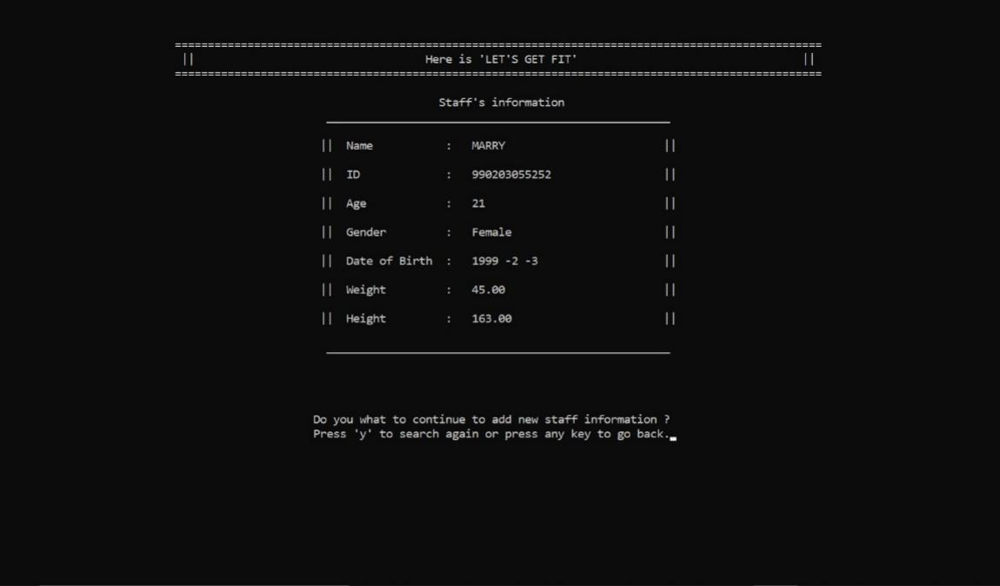 ================================================================================================
|| Here is 'LET'S GET FIT' ||
================================================================================================
Staff's information
|| Name : MARRY ||
|| ID : 990203055252 ||
|| Age : 21 ||
|| Gender : Female ||
|| Date of Birth : 1999 -2 -3 ||
|| Weight : 45.00 ||
|| Height : 163.00 ||
Do you what to continue to add new staff information ?
Press 'y' to search again or press any key to go back.